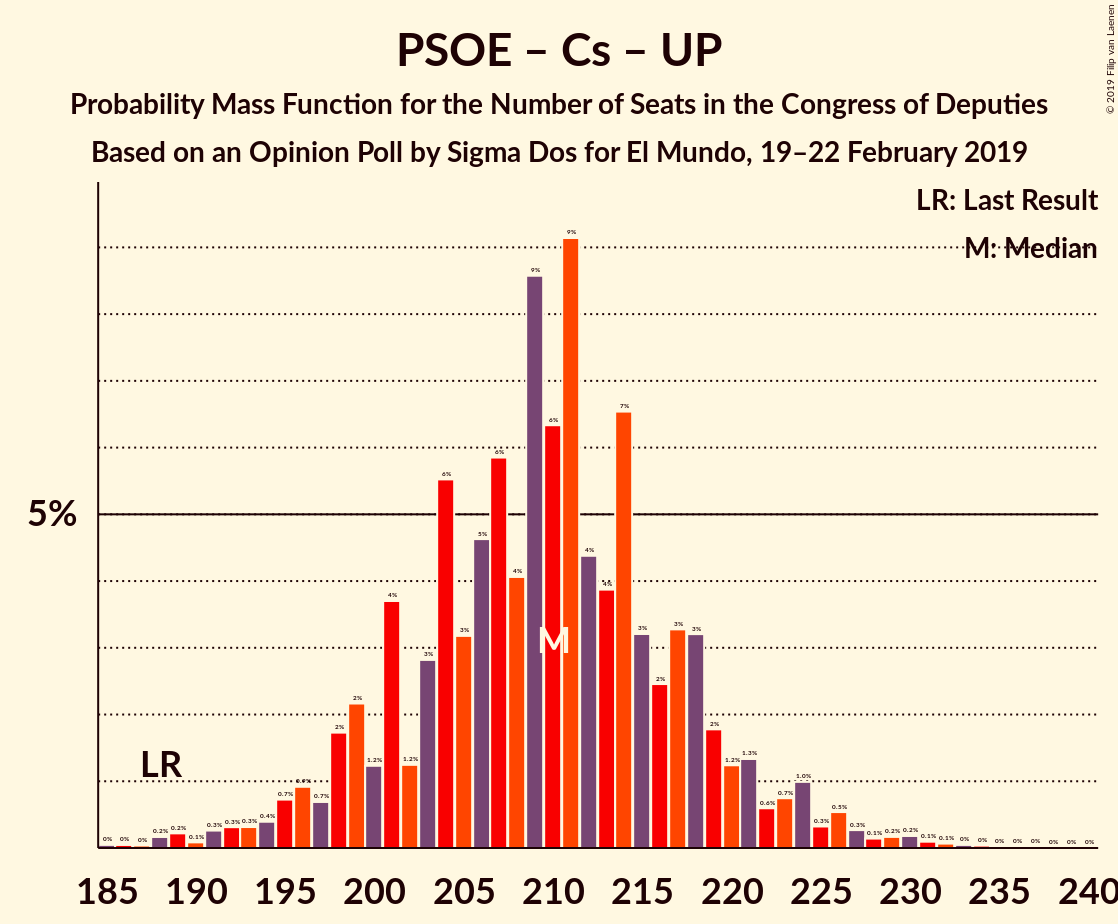 PSOE – Cs – UP
Probability Mass Function for the Number of Seats in the Congress of Deputies
Based on an Opinion Poll by Sigma Dos for El Mundo, 19–22 February 2019
© 2019 Filip van Laenen
LR: Last Result
M: Median
5%
LR
M
0% 0% 0% 0.2% 0.2% 0.1% 0.3% 0.3% 0.3% 0.4% 0.7% 0.9% 0.7% 2% 2% 1.2% 4% 1.2% 3% 6% 3% 5% 6% 4% 9% 6% 9% 4% 4% 7% 3% 2% 3% 3% 2% 1.2% 1.3% 0.6% 0.7% 1.0% 0.3% 0.5% 0.3% 0.1% 0.2% 0.2% 0.1% 0.1% 0% 0% 0% 0% 0% 0% 0% 0%
185 190 195 200 205 210 215 220 225 230 235 240